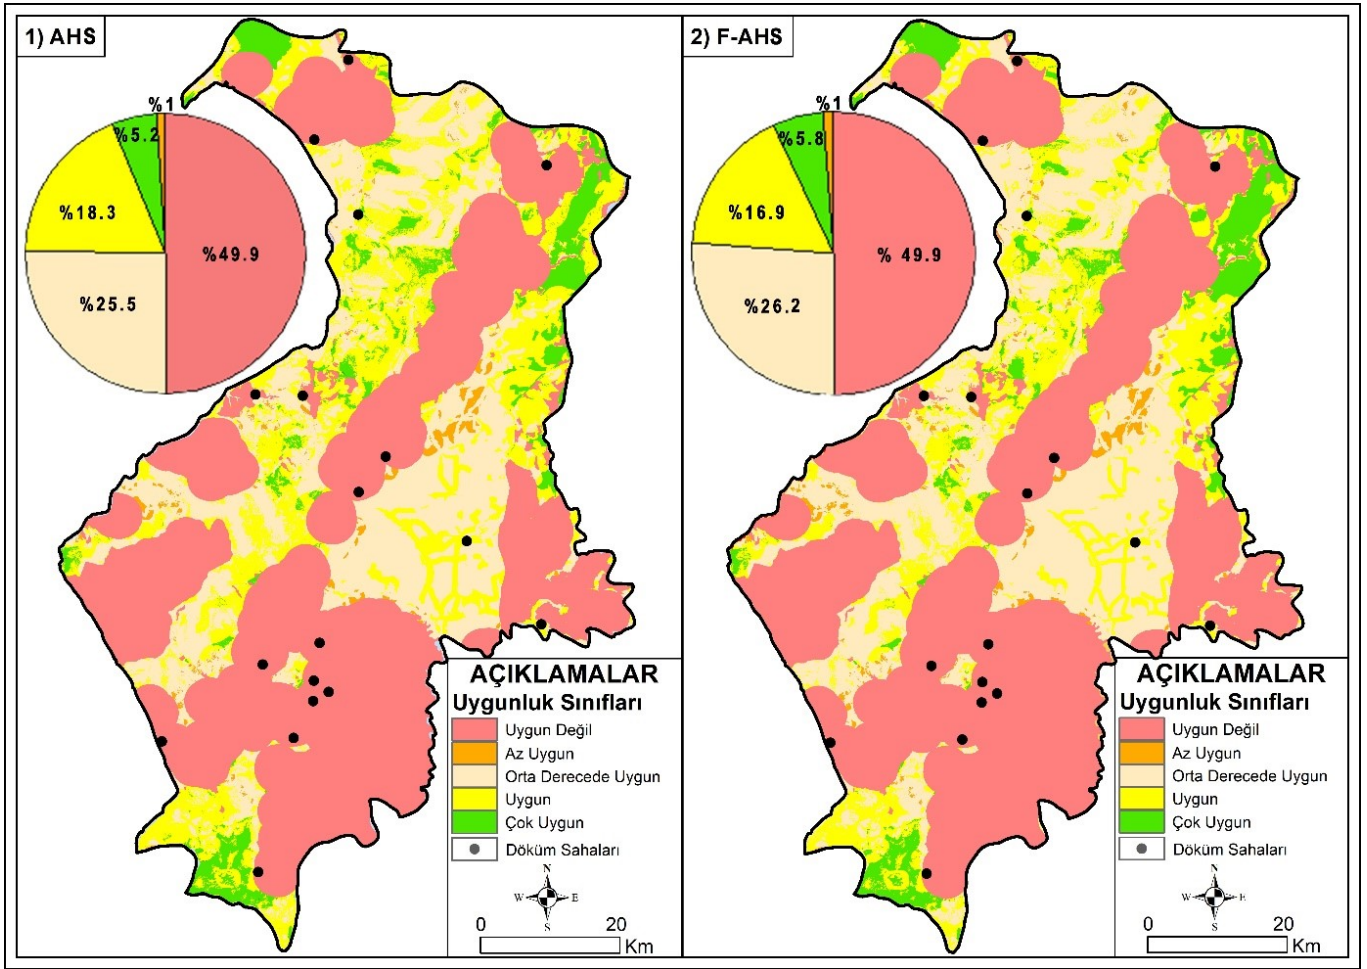 1) AHS
%1
%5.2
%18.3
%49.9
%25.5
AÇIKLAMALAR
Uygunluk Sınıfları
Uygun Değil
Az Uygun
Orta Derecede Uygun
Uygun
Çok Uygun
Döküm Sahaları
N
W E
S
0 20
Km
2) F-AHS
%1
%5.8
%16.9
% 49.9
%26.2
AÇIKLAMALAR
Uygunluk Sınıfları
Uygun Değil
Az Uygun
Orta Derecede Uygun
Uygun
Çok Uygun
Döküm Sahaları
N
W E
S
0 20
Km